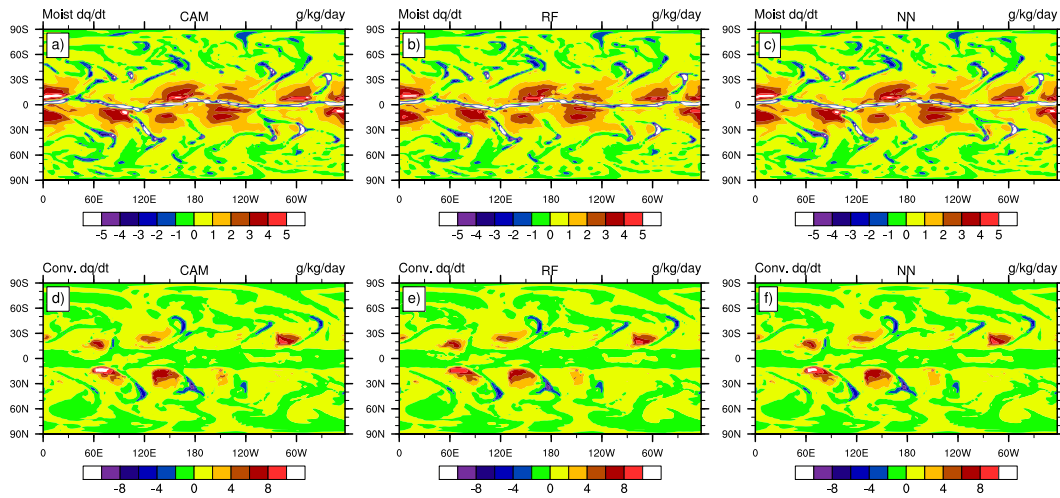 Moist dq/dt CAM g/kg/day
a)
90S
60S
30S
0
30N
60N
90N
0 60E 120E 180 120W 60W
-5 -4 -3 -2 -1 0 1 2 3 4 5
Moist dq/dt RF g/kg/day
b)
90S
60S
30S
0
30N
60N
90N
0 60E 120E 180 120W 60W
-5 -4 -3 -2 -1 0 1 2 3 4 5
Moist dq/dt NN g/kg/day
c)
90S
60S
30S
0
30N
60N
90N
0 60E 120E 180 120W 60W
-5 -4 -3 -2 -1 0 1 2 3 4 5
Conv. dq/dt CAM g/kg/day
d)
90S
60S
30S
0
30N
60N
90N
0 60E 120E 180 120W 60W
-8 -4 0 4 8
Conv. dq/dt RF g/kg/day
e)
90S
60S
30S
0
30N
60N
90N
0 60E 120E 180 120W 60W
-8 -4 0 4 8
Conv. dq/dt NN g/kg/day
f)
90S
60S
30S
0
30N
60N
90N
0 60E 120E 180 120W 60W
-8 -4 0 4 8